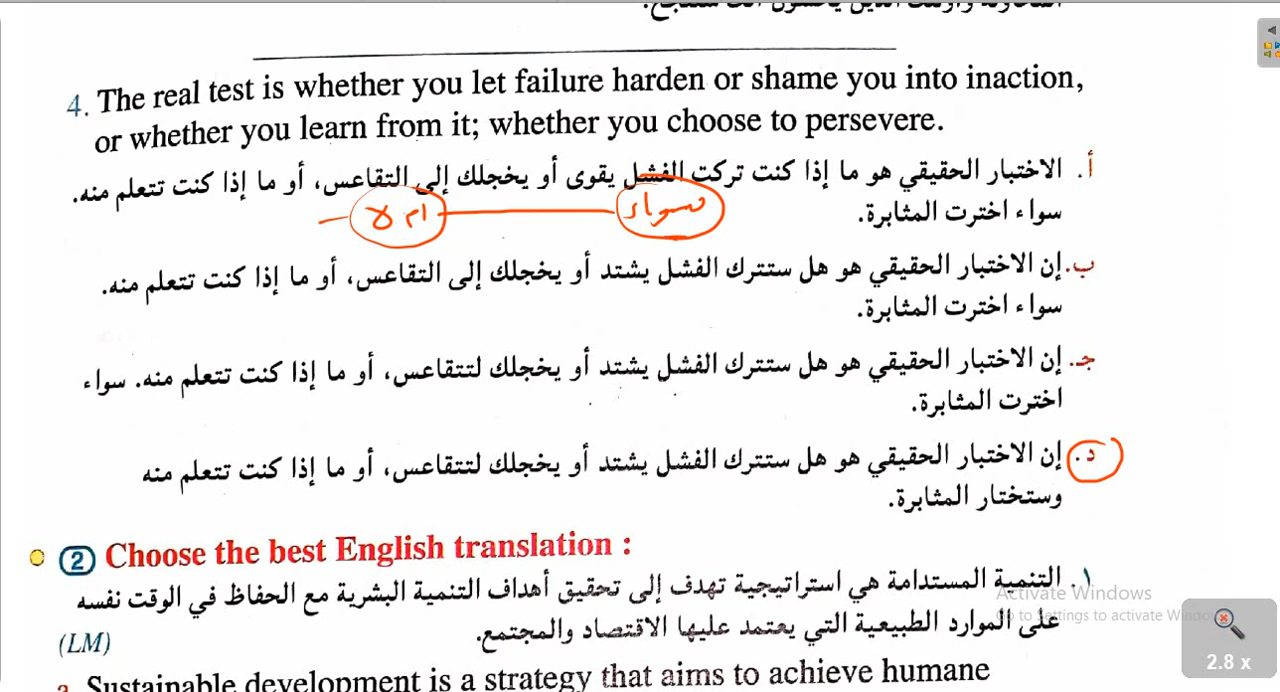 4. The real test is whether you let failure harden or shame you into inaction,
or whether you learn from it; whether you choose to persevere.
أ. الاختبار الحقيقي هو ما إذا كنت تركت الفشل يقوى أو يخجلك إلى التقاعس، أو ما إذا كنت تتعلم منه.
سواء اخترت المثابرة.
سواء ام لا
ب. إن الاختبار الحقيقي هو هل ستترك الفشل يشتد أو يخجلك إلى التقاعس، أو ما إذا كنت تتعلم منه.
سواء اخترت المثابرة.
جـ. إن الاختبار الحقيقي هو هل ستترك الفشل يشتد أو يخجلك لتتقاعس، أو ما إذا كنت تتعلم منه. سواء
اخترت المثابرة.
د. إن الاختبار الحقيقي هو هل ستترك الفشل يشتد أو يخجلك لتتقاعس، أو ما إذا كنت تتعلم منه
وستختار المثابرة.
2 Choose the best English translation :
١. التنمية المستدامة هي استراتيجية تهدف إلى تحقيق أهداف التنمية البشرية مع الحفاظ في الوقت نفسه
على الموارد الطبيعية التي يعتمد عليها الاقتصاد والمجتمع.
(LM)
Activate Windows
Go to Settings to activate
2.8 x
Sustainable development is a strategy that aims to achieve humane